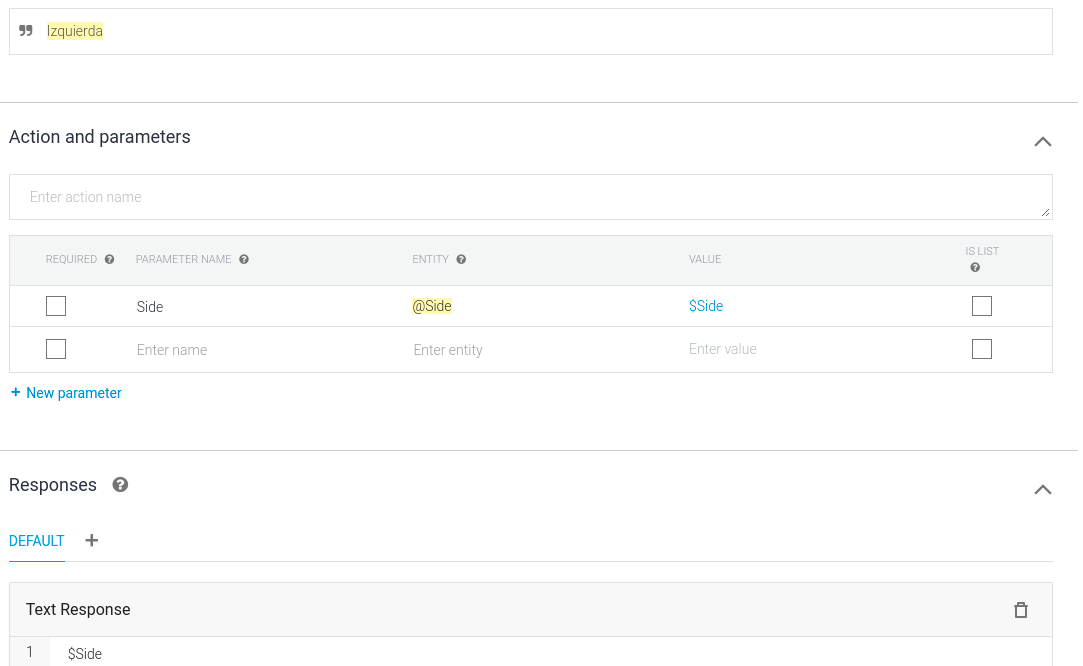 Izquierda
Action and parameters
Enter action name
REQUIRED PARAMETER NAME ENTITY VALUE IS LIST
Side @Side $Side
Enter name Enter entity Enter value
+ New parameter
Responses
DEFAULT +
Text Response
1 $Side